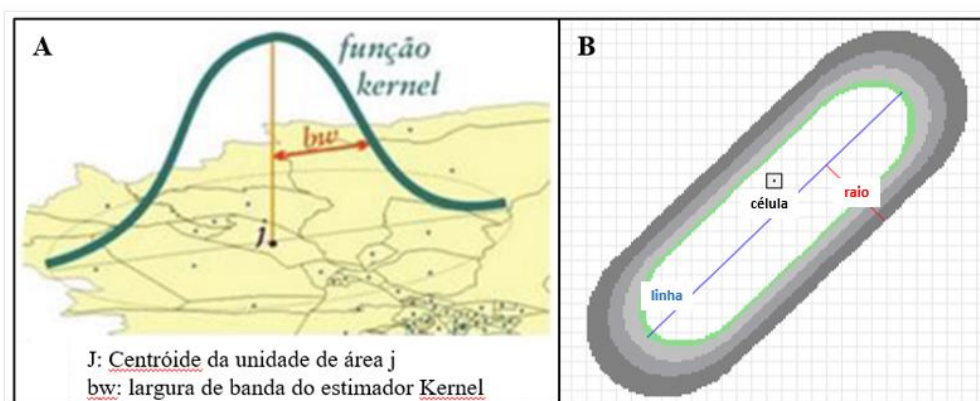 A
função
kernel
bw
j
J: Centróide da unidade de área j
bw: largura de banda do estimador Kernel
B
célula
raio
linha